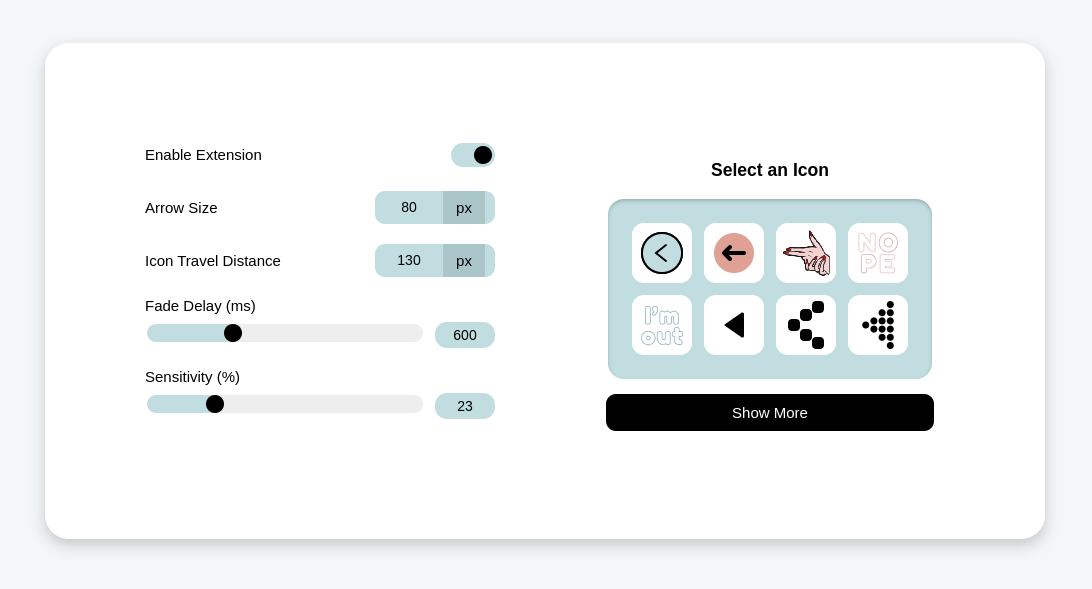 Enable Extension
Arrow Size
80 px
Icon Travel Distance
130 px
Fade Delay (ms)
600
Sensitivity (%)
23
Select an Icon
NO
PE
I'm
out
Show More